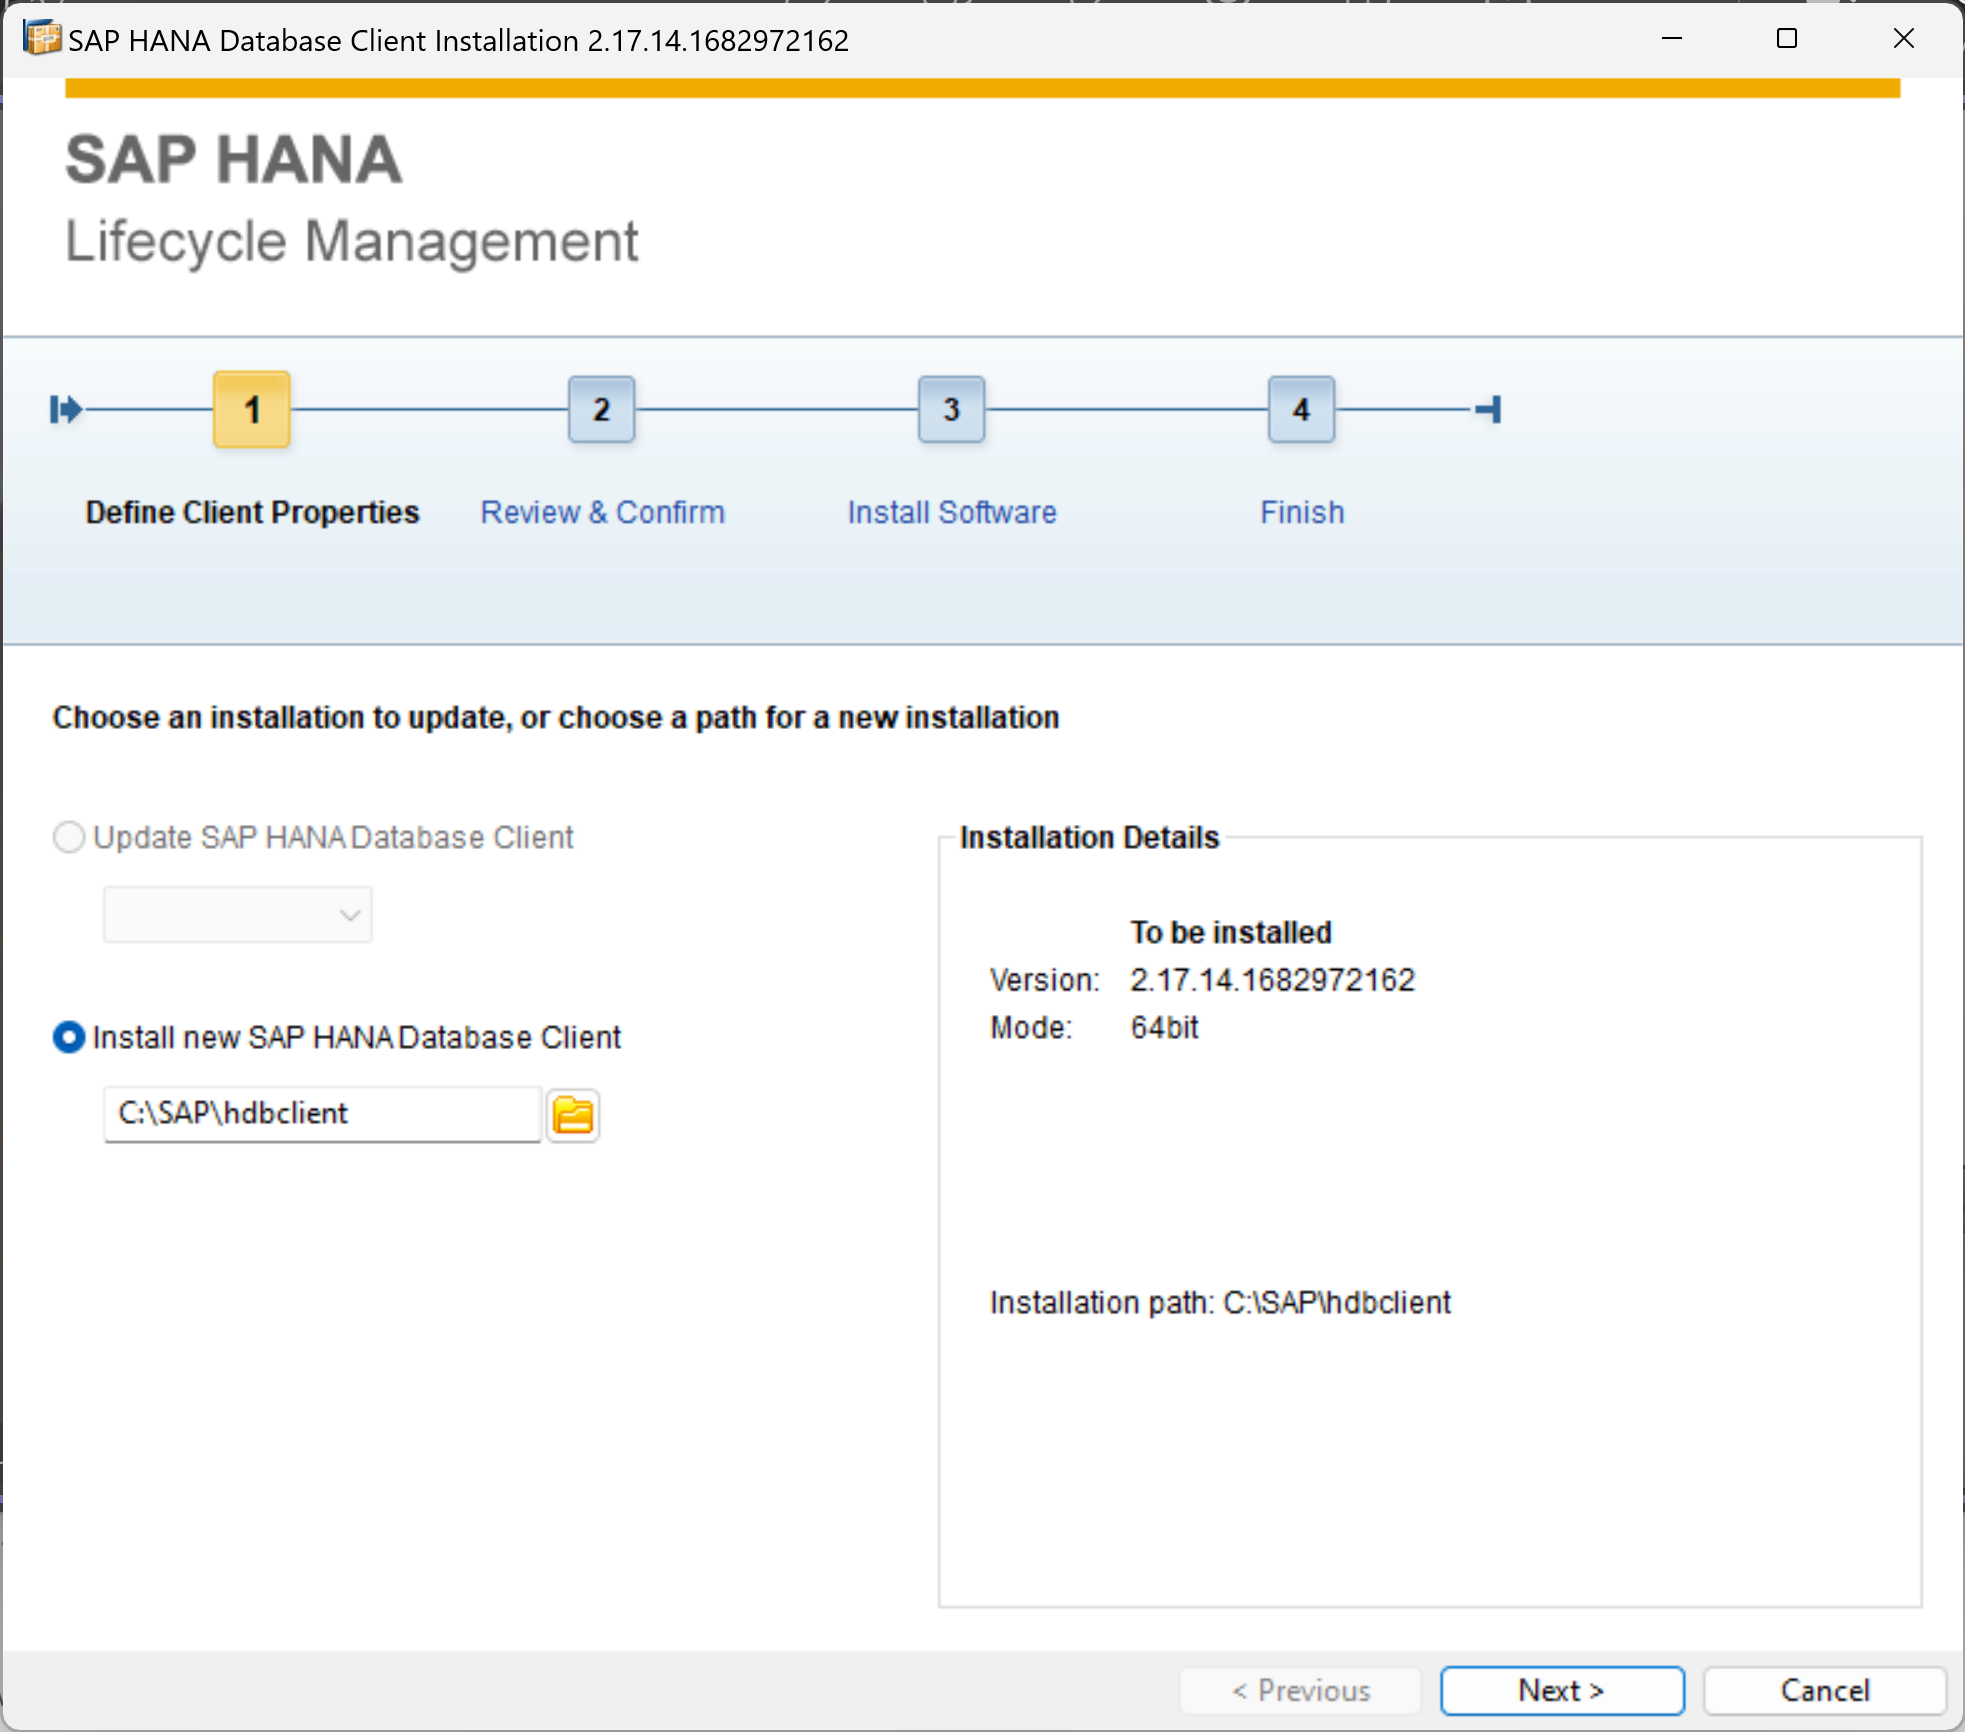 SAP HANA Database Client Installation 2.17.14.1682972162
SAP HANA
Lifecycle Management
1
2
3
4
Define Client Properties
Review & Confirm
Install Software
Finish
Choose an installation to update, or choose a path for a new installation
Update SAP HANA Database Client
Install new SAP HANA Database Client
C:\SAP\hdbclient
Installation Details
To be installed
Version: 2.17.14.1682972162
Mode: 64bit
Installation path: C:\SAP\hdbclient
< Previous
Next >
Cancel